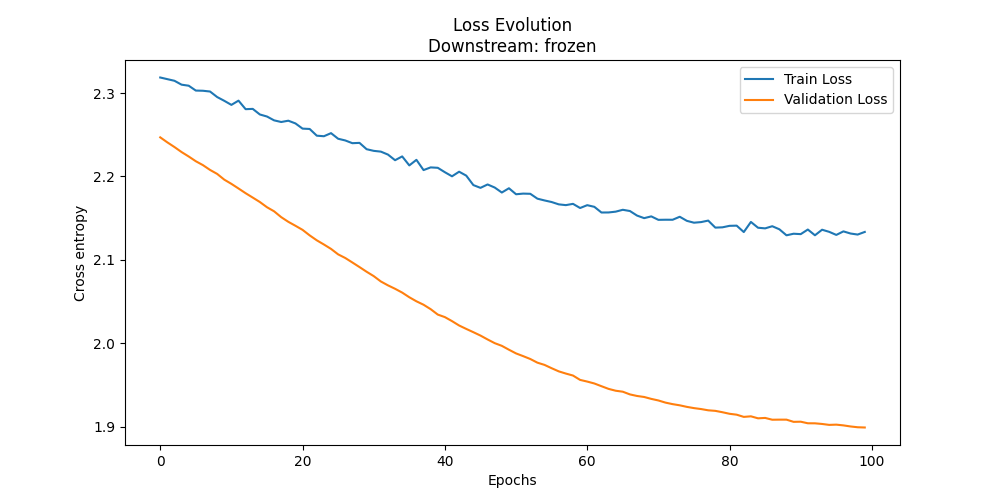 Loss Evolution
Downstream: frozen
Train Loss
Validation Loss
2.3
2.2
2.1
2.0
1.9
Cross entropy
0
20
40
60
80
100
Epochs